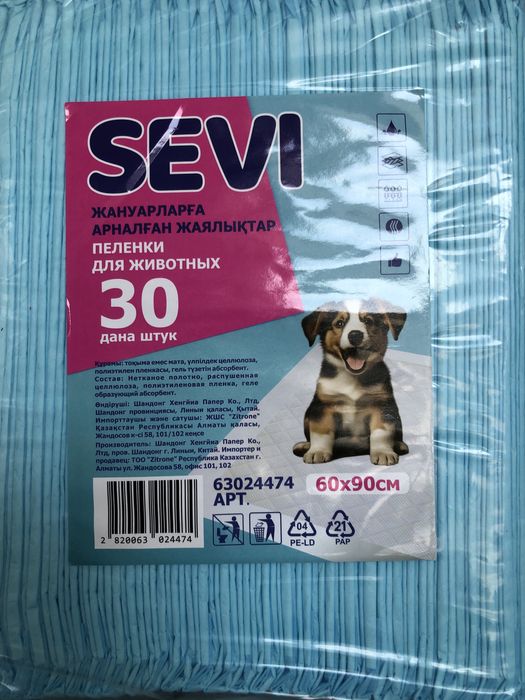 SEVI
ЖАНУАРЛАРҒА
АРНАЛҒАН ЖАЯЛЫҚТАР
ПЕЛЕНКИ
ДЛЯ ЖИВОТНЫХ
30
дана штук
Құрамы: тоқыма емес мата, үлпілдек целлюлоза,
полиэтилен пленкасы, гель түзетін абсорбент.
Состав: Нетканое полотно, распушенная
целлюлоза, полиэтиленовая пленка, геле
образующий абсорбент.
Өндіруші: Шандонг Хенгйиа Папер Ко., Лтд,
Шандонг провинциясы, Линьи қаласы, Қытай.
Импорттаушы және сатушы: ЖШС "Zitrone"
Қазақстан Республикасы Алматы қаласы,
Жандосов к-сі 58, 101/102 кеңсе
Производитель: Шандонг Хенгйиа Папер Ко.,
Лтд, пров. Шандонг г. Линьи, Китай. Импортер и
продавец: ТОО "Zitrone" Республика Казахстан г.
Алматы ул. Жандосова 58, офис 101, 102
63024474
АРТ.
60х90см
2 820063 024474
04
PE-LD
21
PAP